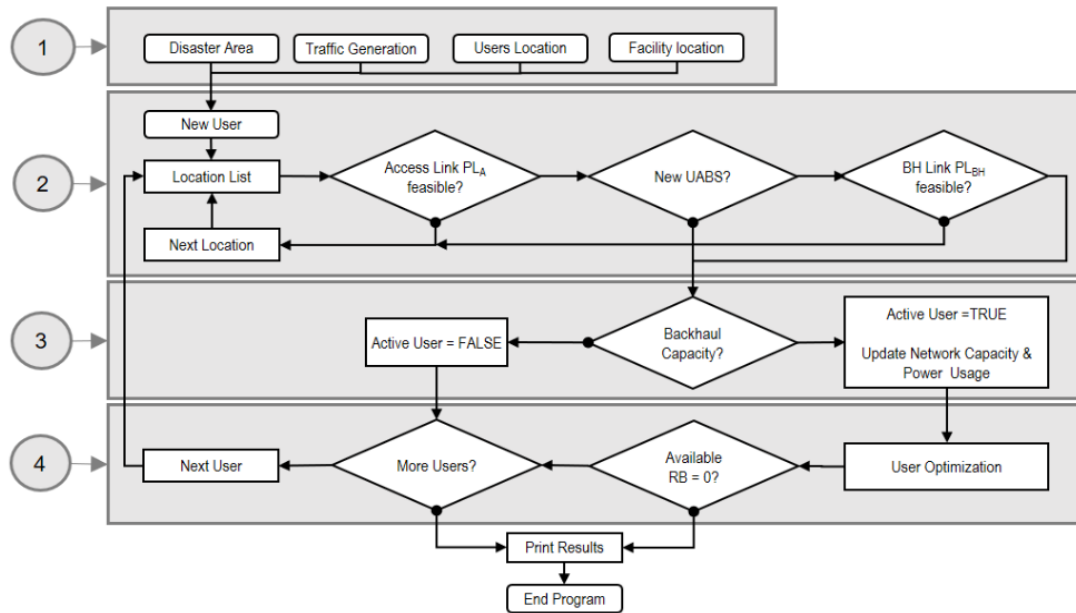 1
Disaster Area
Traffic Generation
Users Location
Facility location
2
New User
Location List
Access Link PL_A
feasible?
New UABS?
BH Link PL_BH
feasible?
Next Location
3
Active User = FALSE
Backhaul
Capacity?
Active User =TRUE
Update Network Capacity &
Power Usage
4
Next User
More Users?
Available
RB = 0?
User Optimization
Print Results
End Program